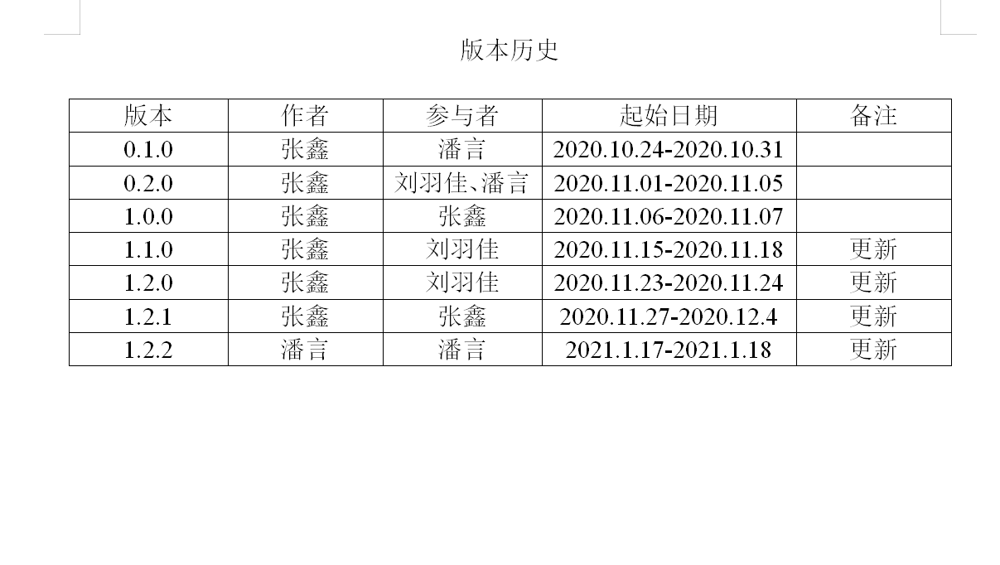 版本历史
版本 作者 参与者 起始日期 备注
0.1.0 张鑫 潘言 2020.10.24-2020.10.31
0.2.0 张鑫 刘羽佳、潘言 2020.11.01-2020.11.05
1.0.0 张鑫 张鑫 2020.11.06-2020.11.07
1.1.0 张鑫 刘羽佳 2020.11.15-2020.11.18 更新
1.2.0 张鑫 刘羽佳 2020.11.23-2020.11.24 更新
1.2.1 张鑫 张鑫 2020.11.27-2020.12.4 更新
1.2.2 潘言 潘言 2021.1.17-2021.1.18 更新